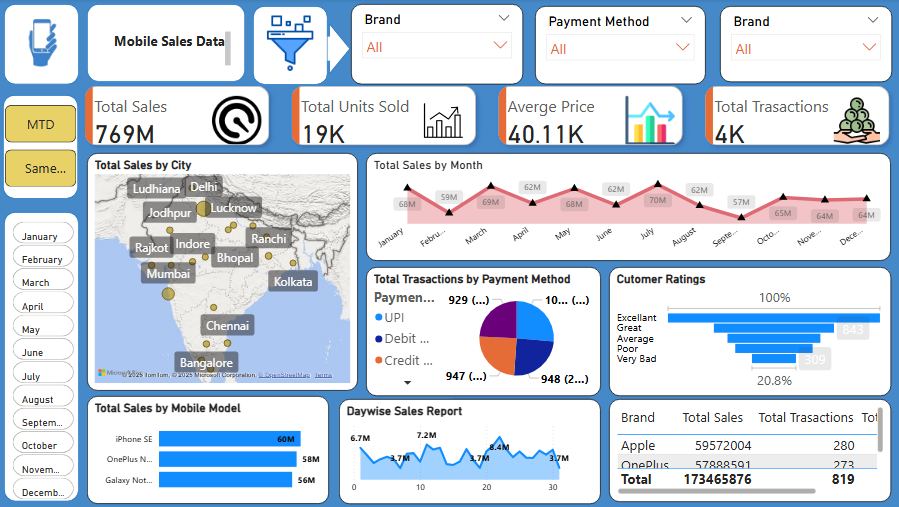 Mobile Sales Data
Brand
All
Payment Method
All
Brand
All
MTD
Same...
Total Sales
769M
Total Units Sold
19K
Averge Price
40.11K
Total Trasactions
4K
January
February
March
April
May
June
July
August
Septem...
October
Novem...
Decemb...
Total Sales by City
Ludhiana
Delhi
Jodhpur
Lucknow
Rajkot
Indore
Ranchi
Bhopal
Mumbai
Kolkata
Chennai
Bangalore
© 2025 TomTom, © 2025 Microsoft Corporation, © OpenStreetMap Terms
Total Sales by Month
68M
59M
69M
62M
68M
62M
70M
62M
57M
65M
64M
64M
January
Febru...
March
April
May
June
July
August
Septe...
Octo...
Nove...
Dece...
Total Trasactions by Payment Method
Paymen...
UPI
Debit ...
Credit ...
929 (...)
10... (...)
947 (...)
948 (2...)
Cutomer Ratings
100%
Excellant
Great
Average
Poor
Very Bad
843
309
20.8%
Total Sales by Mobile Model
iPhone SE
60M
OnePlus N...
58M
Galaxy Not...
56M
Daywise Sales Report
6.7M
3.7M
7.2M
3.7M
8.4M
3.7M
0
10
20
30
Brand Total Sales Total Trasactions Tot
Apple 59572004 280
OnePlus 57888591 273
Total 173465876 819